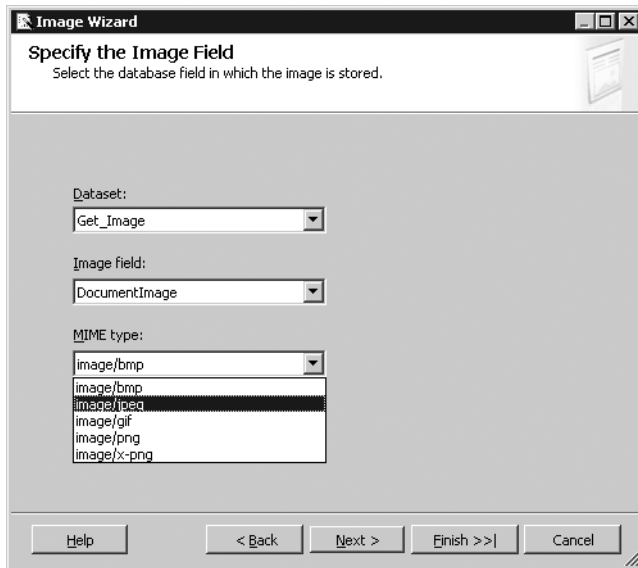 Image Wizard
Specify the Image Field
Select the database field in which the image is stored.
Dataset:
Get_Image
Image field:
DocumentImage
MIME type:
image/bmp
image/bmp
image/jpeg
image/gif
image/png
image/x-png
Help
< Back
Next >
Finish >>|
Cancel